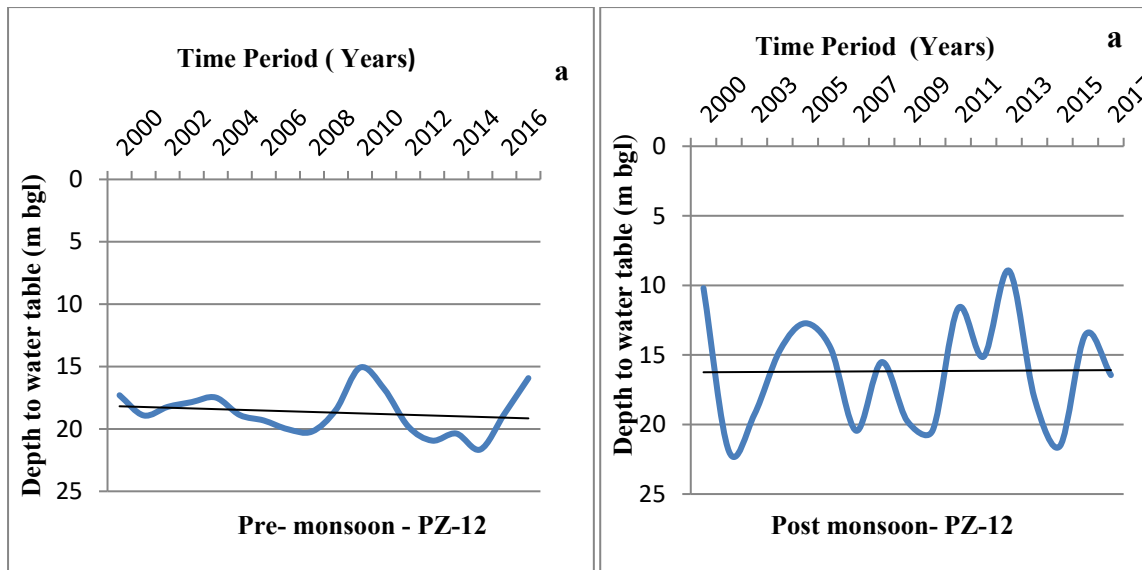 Time Period ( Years)
a
2000 2002 2004 2006 2008 2010 2012 2014 2016
Depth to water table (m bgl)
0
5
10
15
20
25
Pre- monsoon - PZ-12
Time Period (Years)
a
2000 2003 2005 2007 2009 2011 2013 2015 2017
Depth to water table (m bgl)
0
5
10
15
20
25
Post monsoon- PZ-12